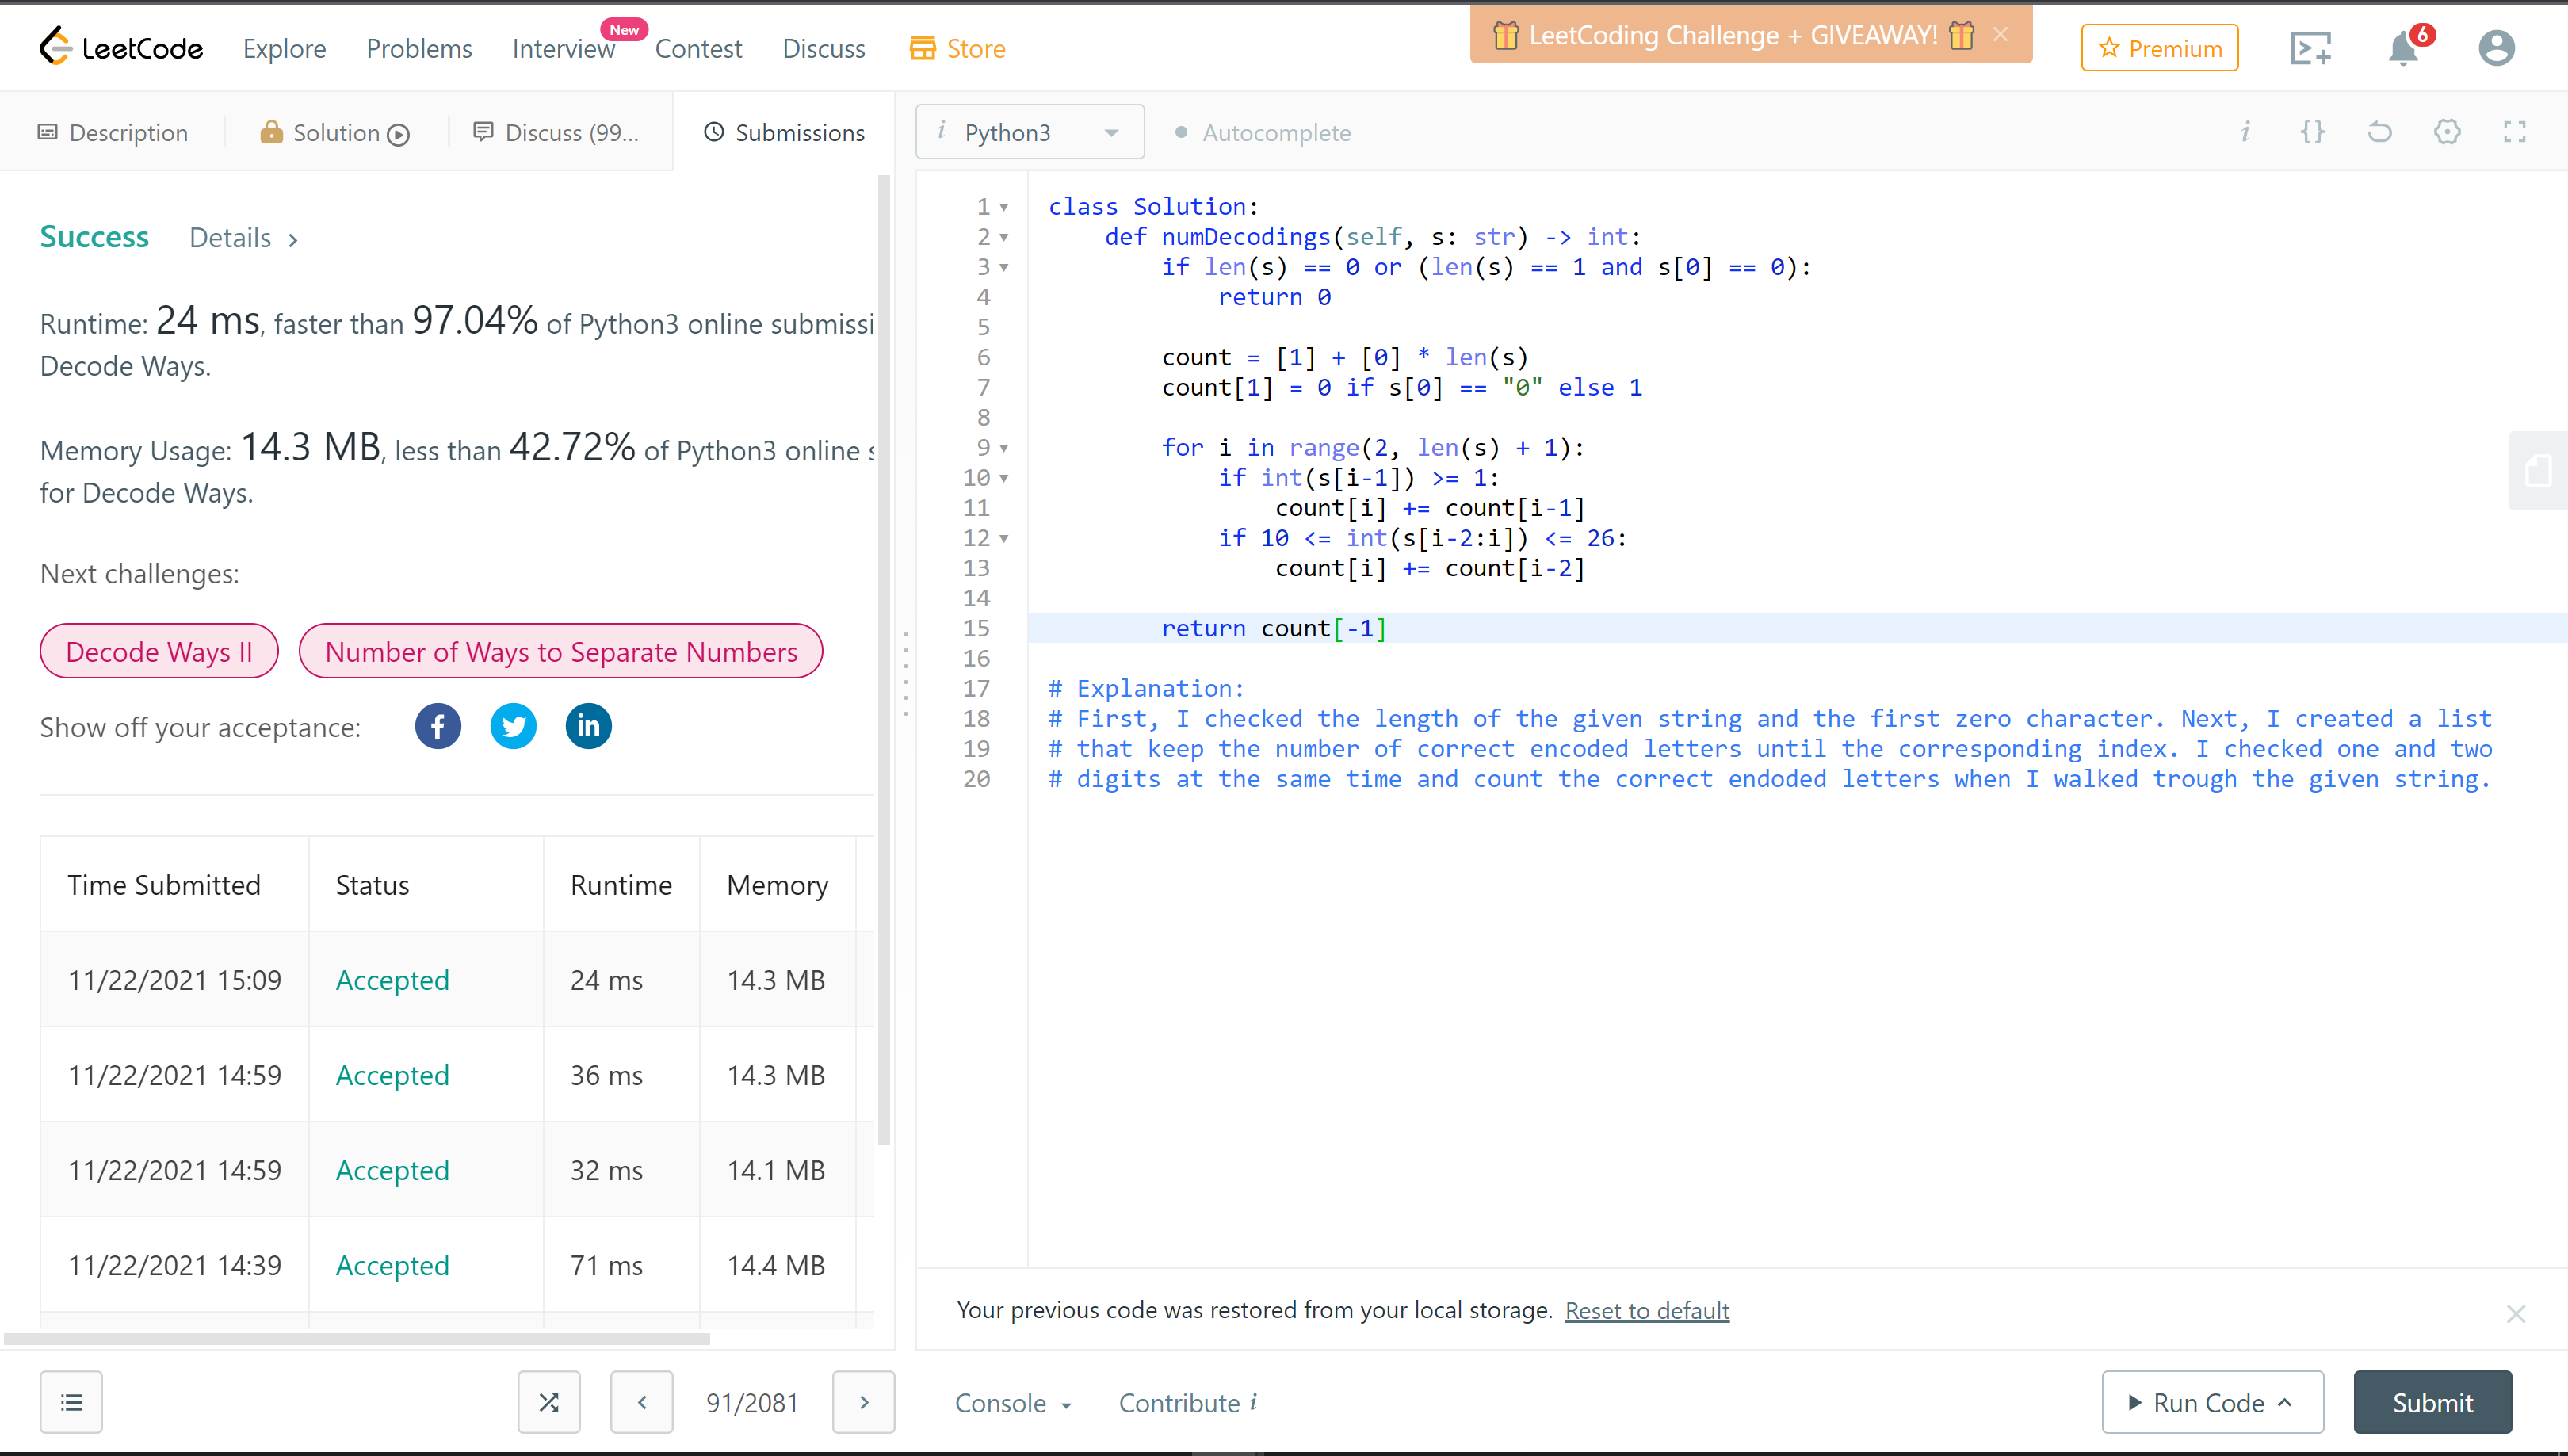 LeetCode Explore Problems Interview New Contest Discuss Store LeetCoding Challenge + GIVEAWAY! Premium 6
Description Solution Discuss (99... Submissions
Success Details
Runtime: 24 ms, faster than 97.04% of Python3 online submissi
Decode Ways.
Memory Usage: 14.3 MB, less than 42.72% of Python3 online s
for Decode Ways.
Next challenges:
Decode Ways II Number of Ways to Separate Numbers
Show off your acceptance:
Time Submitted Status Runtime Memory
11/22/2021 15:09 Accepted 24 ms 14.3 MB
11/22/2021 14:59 Accepted 36 ms 14.3 MB
11/22/2021 14:59 Accepted 32 ms 14.1 MB
11/22/2021 14:39 Accepted 71 ms 14.4 MB
91/2081
i Python3 Autocomplete i {}
1 class Solution:
2     def numDecodings(self, s: str) -> int:
3         if len(s) == 0 or (len(s) == 1 and s[0] == 0):
4             return 0
5
6         count = [1] + [0] * len(s)
7         count[1] = 0 if s[0] == "0" else 1
8
9         for i in range(2, len(s) + 1):
10             if int(s[i-1]) >= 1:
11                 count[i] += count[i-1]
12             if 10 <= int(s[i-2:i]) <= 26:
13                 count[i] += count[i-2]
14
15         return count[-1]
16
17 # Explanation:
18 # First, I checked the length of the given string and the first zero character. Next, I created a list
19 # that keep the number of correct encoded letters until the corresponding index. I checked one and two
20 # digits at the same time and count the correct endoded letters when I walked trough the given string.
Your previous code was restored from your local storage. Reset to default
Console Contribute i Run Code Submit